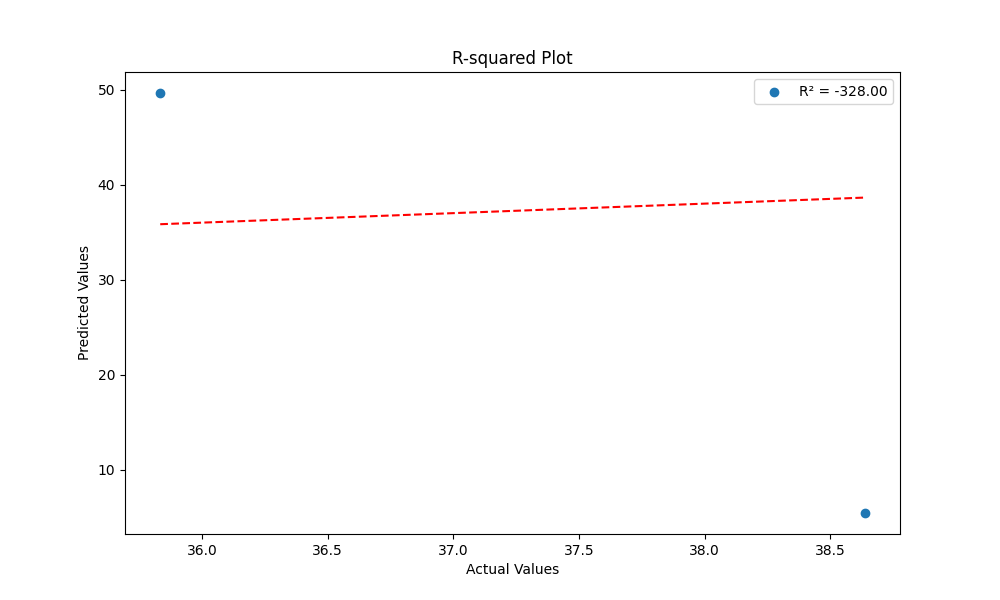 R-squared Plot
R² = -328.00
50
40
30
20
10
Predicted Values
36.0 36.5 37.0 37.5 38.0 38.5
Actual Values